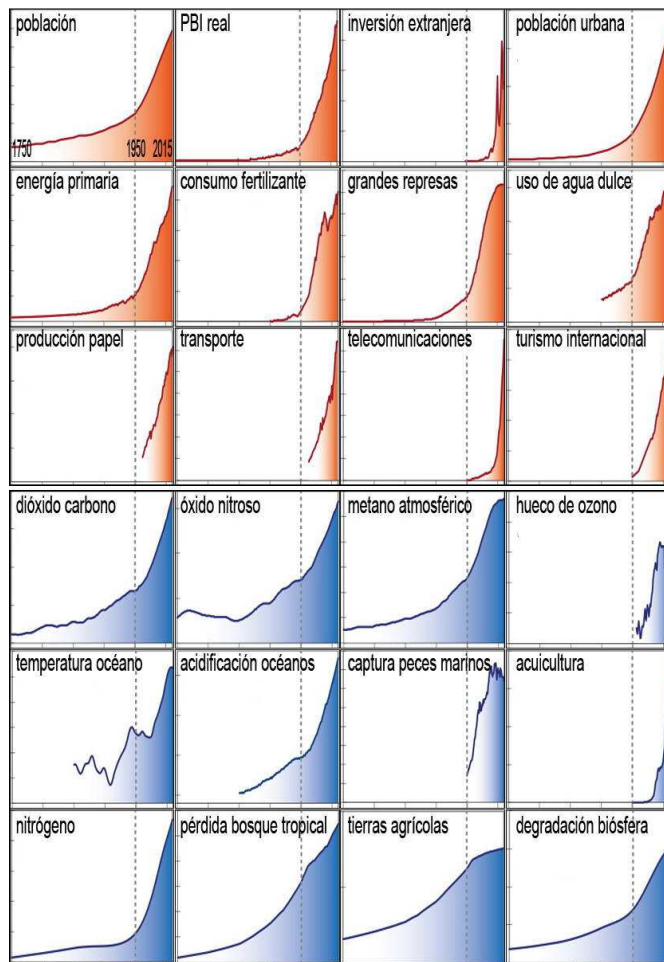 población
PBI real
inversión extranjera
población urbana
1750
1950
2015
energía primaria
consumo fertilizante
grandes represas
uso de agua dulce
producción papel
transporte
telecomunicaciones
turismo internacional
dióxido carbono
óxido nitroso
metano atmosférico
hueco de ozono
temperatura océano
acidificación océanos
captura peces marinos
acuicultura
nitrógeno
pérdida bosque tropical
tierras agrícolas
degradación biósfera